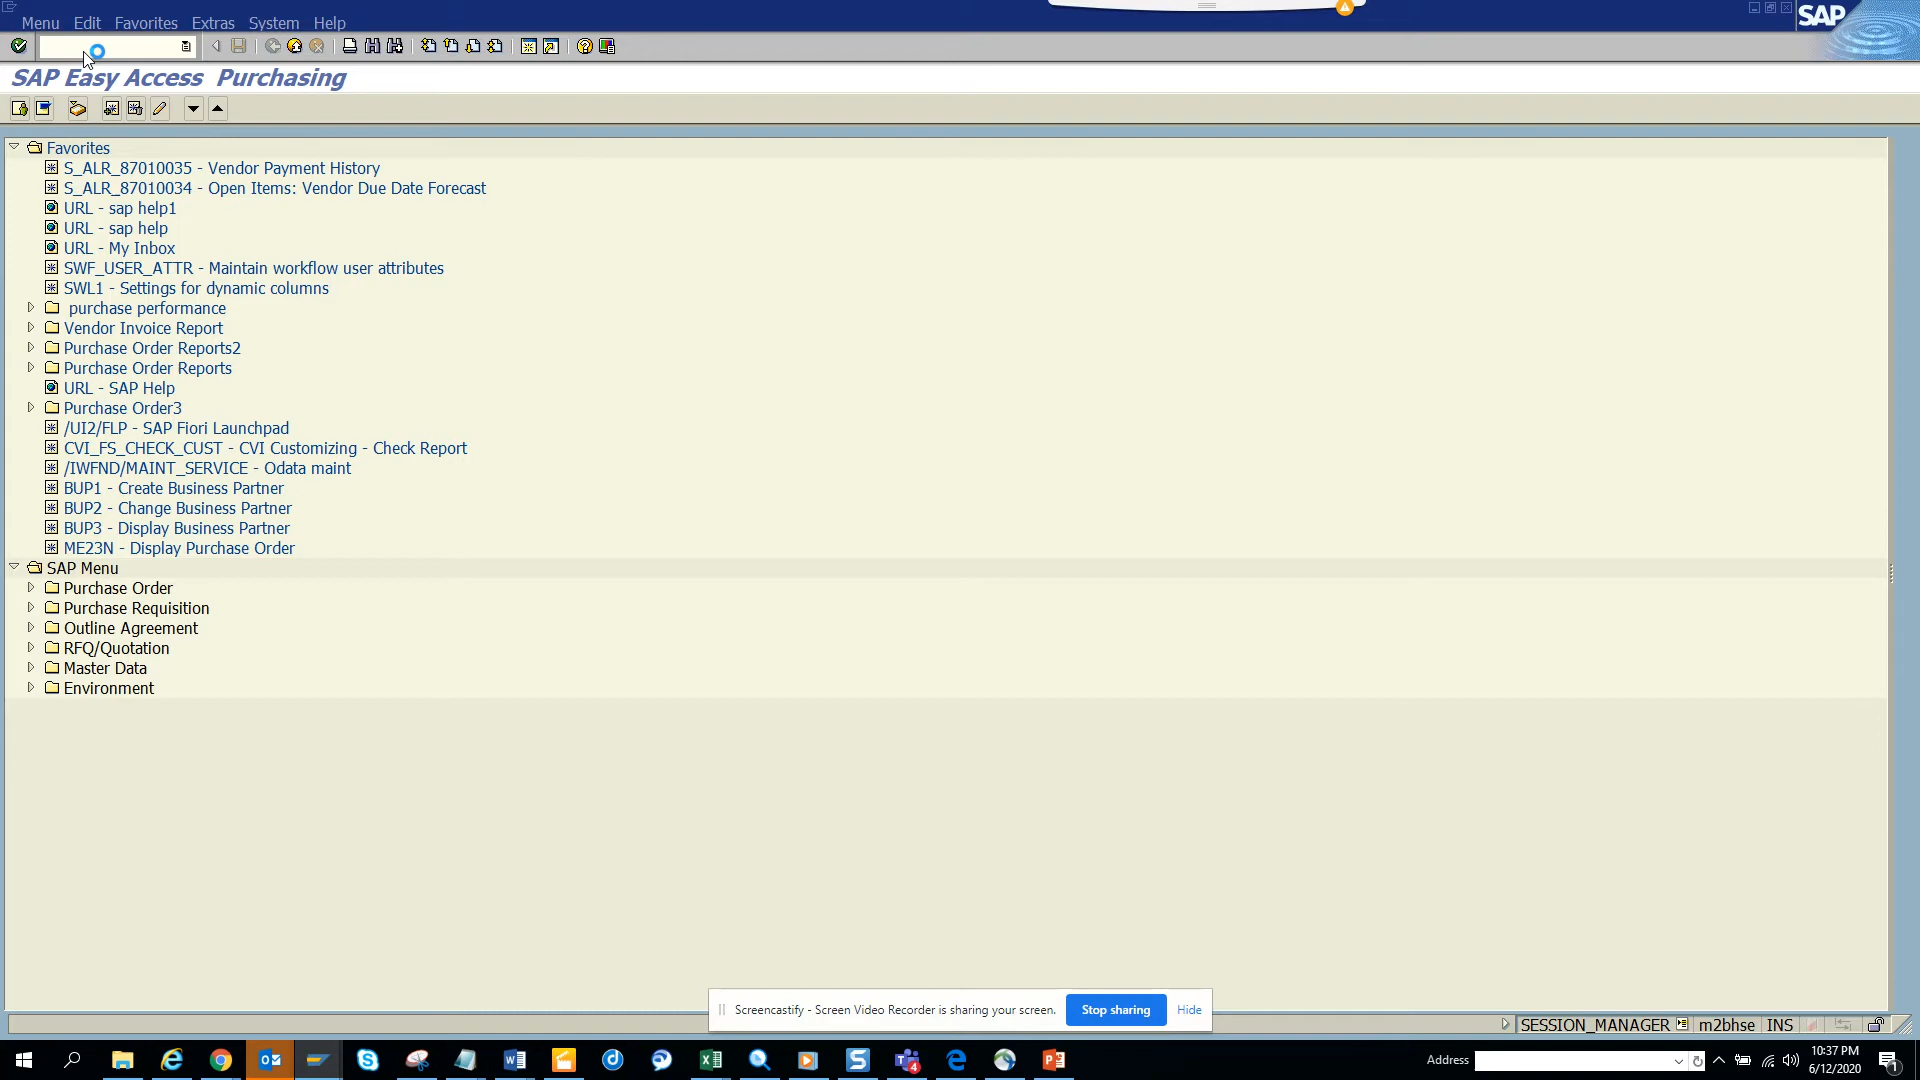 Menu Edit Favorites Extras System Help
SAP
SAP Easy Access Purchasing
Favorites
S_ALR_87010035 - Vendor Payment History
S_ALR_87010034 - Open Items: Vendor Due Date Forecast
URL - sap help1
URL - sap help
URL - My Inbox
SWF_USER_ATTR - Maintain workflow user attributes
SWL1 - Settings for dynamic columns
purchase performance
Vendor Invoice Report
Purchase Order Reports2
Purchase Order Reports
URL - SAP Help
Purchase Order3
/UI2/FLP - SAP Fiori Launchpad
CVI_FS_CHECK_CUST - CVI Customizing - Check Report
/IWFND/MAINT_SERVICE - Odata maint
BUP1 - Create Business Partner
BUP2 - Change Business Partner
BUP3 - Display Business Partner
ME23N - Display Purchase Order
SAP Menu
Purchase Order
Purchase Requisition
Outline Agreement
RFQ/Quotation
Master Data
Environment
Screencastify - Screen Video Recorder is sharing your screen. Stop sharing Hide
SESSION_MANAGER m2bhse INS
Address
10:37 PM
6/12/2020
4
1